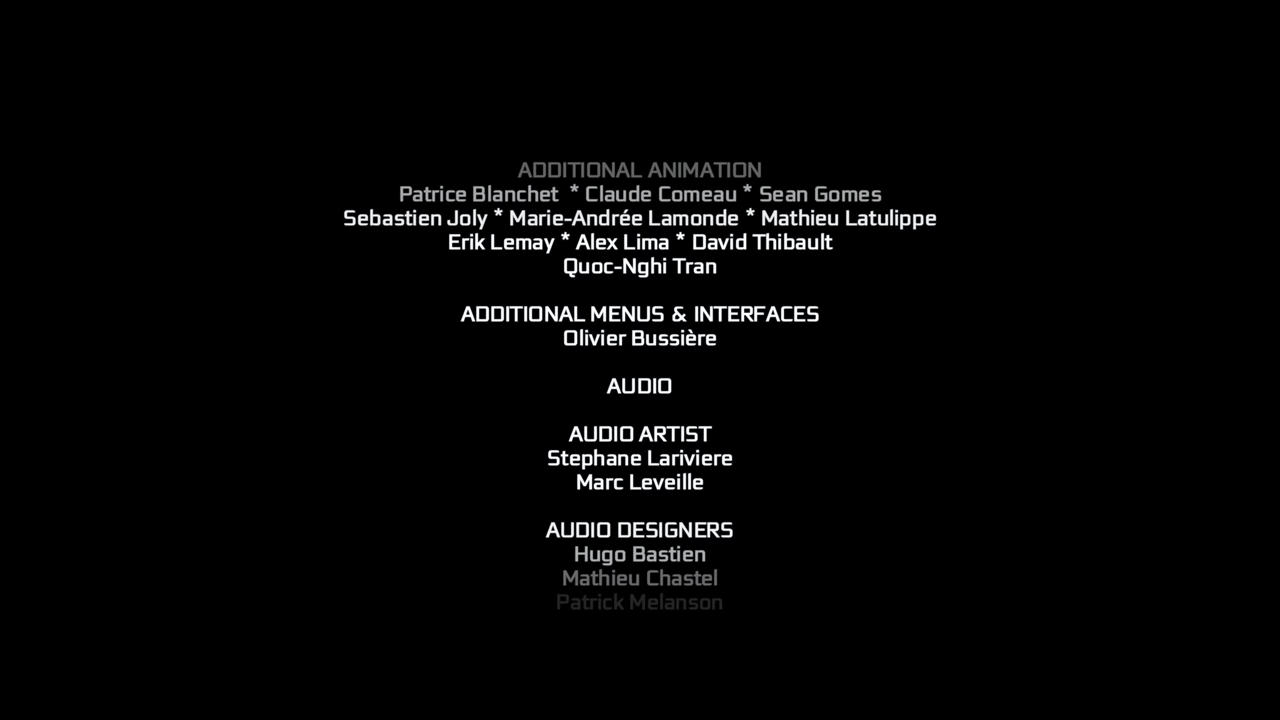 ADDITIONAL ANIMATION
Patrice Blanchet * Claude Comeau * Sean Gomes
Sebastien Joly * Marie-Andrée Lamonde * Mathieu Latulippe
Erik Lemay * Alex Lima * David Thibault
Quoc-Nghi Tran
ADDITIONAL MENUS & INTERFACES
Olivier Bussière
AUDIO
AUDIO ARTIST
Stephane Lariviere
Marc Leveille
AUDIO DESIGNERS
Hugo Bastien
Mathieu Chastel
Patrick Melanson